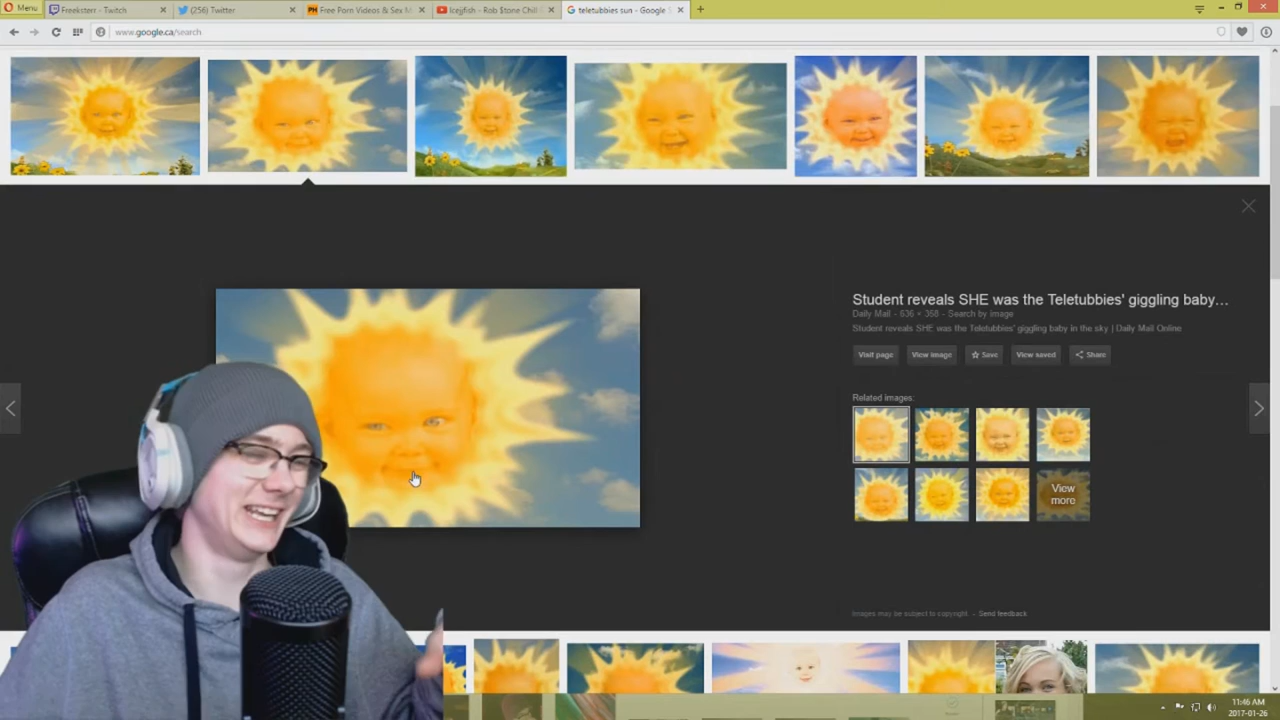 Menu
Freeksterr - Twitch
(256) Twitter
Free Porn Videos & Sex M
Icejjfish - Rob $tone Chill
teletubbies sun - Google S
www.google.ca/search
Student reveals SHE was the Teletubbies' giggling baby...
Daily Mail - 636 × 358 - Search by image
Student reveals SHE was the Teletubbies' giggling baby in the sky | Daily Mail Online
Visit page
View image
Save
View saved
Share
Related images:
View more
Images may be subject to copyright. - Send feedback
11:46 AM
2017-01-26